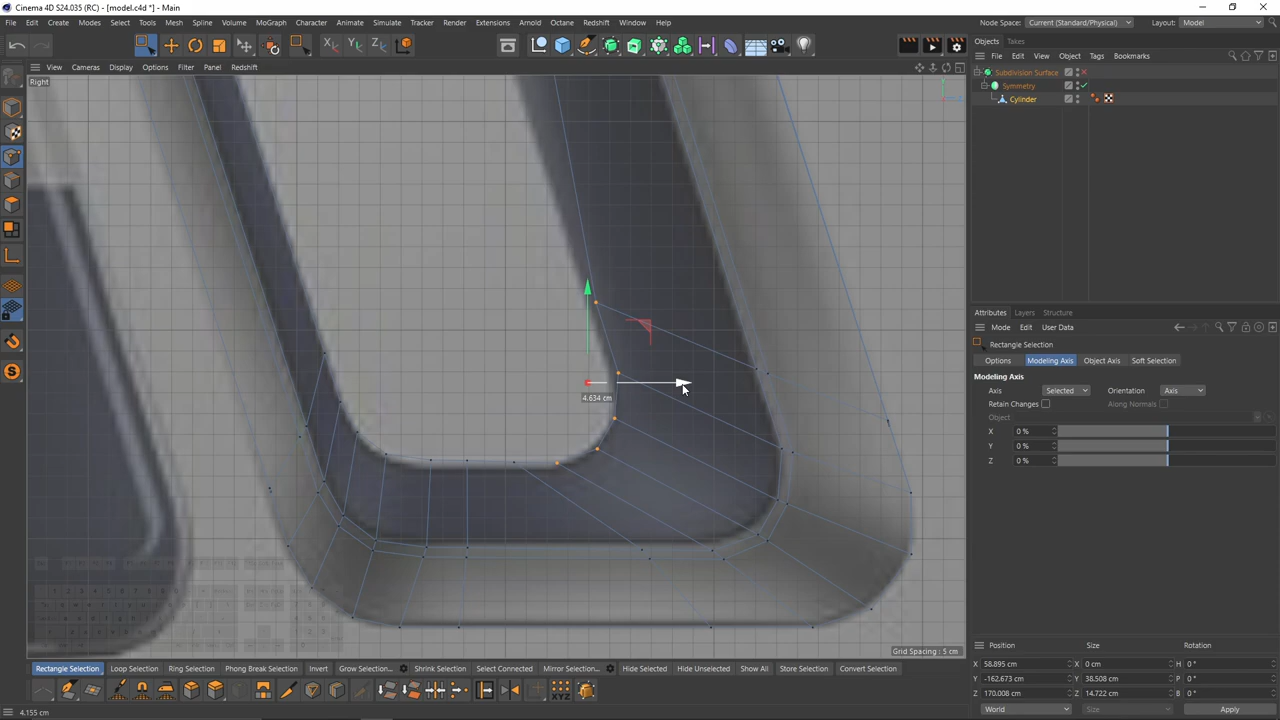 Cinema 4D S24.035 (RC) - [model.c4d *] - Main
File Edit Create Modes Select Tools Mesh Spline Volume MoGraph Character Animate Simulate Tracker Render Extensions Arnold Octane Redshift Window Help
Node Space: Current (Standard/Physical) Layout: Model
X Y Z
View Cameras Display Options Filter Panel Redshift
Right
4.634 cm
Grid Spacing : 5 cm
Objects Takes
File Edit View Object Tags Bookmarks
Subdivision Surface
Symmetry
Cylinder
Attributes Layers Structure
Mode Edit User Data
Rectangle Selection
Options Modeling Axis Object Axis Soft Selection
Modeling Axis
Axis Selected Orientation Axis
Retain Changes Along Normals
Object
X 0 %
Y 0 %
Z 0 %
Position Size Rotation
X 58.895 cm X 0 cm H 0 °
Y -162.673 cm Y 38.508 cm P 0 °
Z 170.008 cm Z 14.722 cm B 0 °
World Size Apply
Rectangle Selection Loop Selection Ring Selection Phong Break Selection Invert Grow Selection... Shrink Selection Select Connected Mirror Selection... Hide Selected Hide Unselected Show All Store Selection Convert Selection
XYZ
4.155 cm